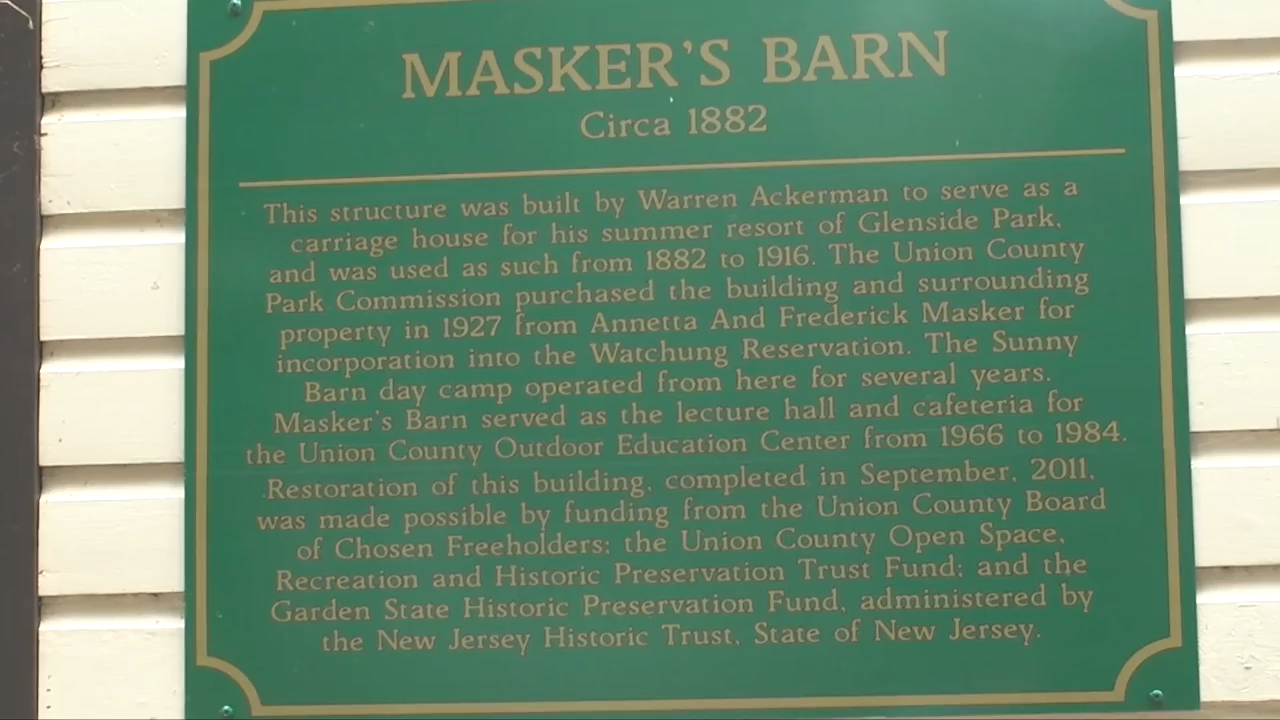 MASKER'S BARN
Circa 1882
This structure was built by Warren Ackerman to serve as a
carriage house for his summer resort of Glenside Park,
and was used as such from 1882 to 1916. The Union County
Park Commission purchased the building and surrounding
property in 1927 from Annetta And Frederick Masker for
incorporation into the Watchung Reservation. The Sunny
Barn day camp operated from here for several years.
Masker's Barn served as the lecture hall and cafeteria for
the Union County Outdoor Education Center from 1966 to 1984.
Restoration of this building, completed in September, 2011,
was made possible by funding from the Union County Board
of Chosen Freeholders; the Union County Open Space,
Recreation and Historic Preservation Trust Fund; and the
Garden State Historic Preservation Fund, administered by
the New Jersey Historic Trust, State of New Jersey.